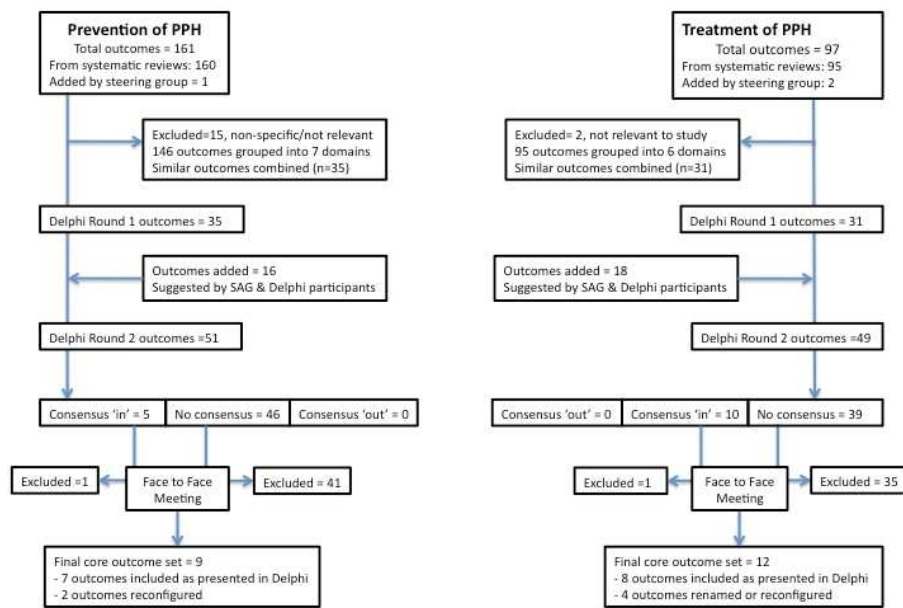 Prevention of PPH
Total outcomes = 161
From systematic reviews: 160
Added by steering group = 1
Excluded=15, non-specific/not relevant
146 outcomes grouped into 7 domains
Similar outcomes combined (n=35)
Delphi Round 1 outcomes = 35
Outcomes added = 16
Suggested by SAG & Delphi participants
Delphi Round 2 outcomes =51
Consensus 'in' = 5
No consensus = 46
Consensus 'out' = 0
Excluded =1
Face to Face
Meeting
Excluded = 41
Final core outcome set = 9
- 7 outcomes included as presented in Delphi
- 2 outcomes reconfigured
Treatment of PPH
Total outcomes = 97
From systematic reviews: 95
Added by steering group: 2
Excluded= 2, not relevant to study
95 outcomes grouped into 6 domains
Similar outcomes combined (n=31)
Delphi Round 1 outcomes = 31
Outcomes added = 18
Suggested by SAG & Delphi participants
Delphi Round 2 outcomes =49
Consensus 'out' = 0
Consensus 'in' = 10
No consensus = 39
Excluded =1
Face to Face
Meeting
Excluded = 35
Final core outcome set = 12
- 8 outcomes included as presented in Delphi
- 4 outcomes renamed or reconfigured